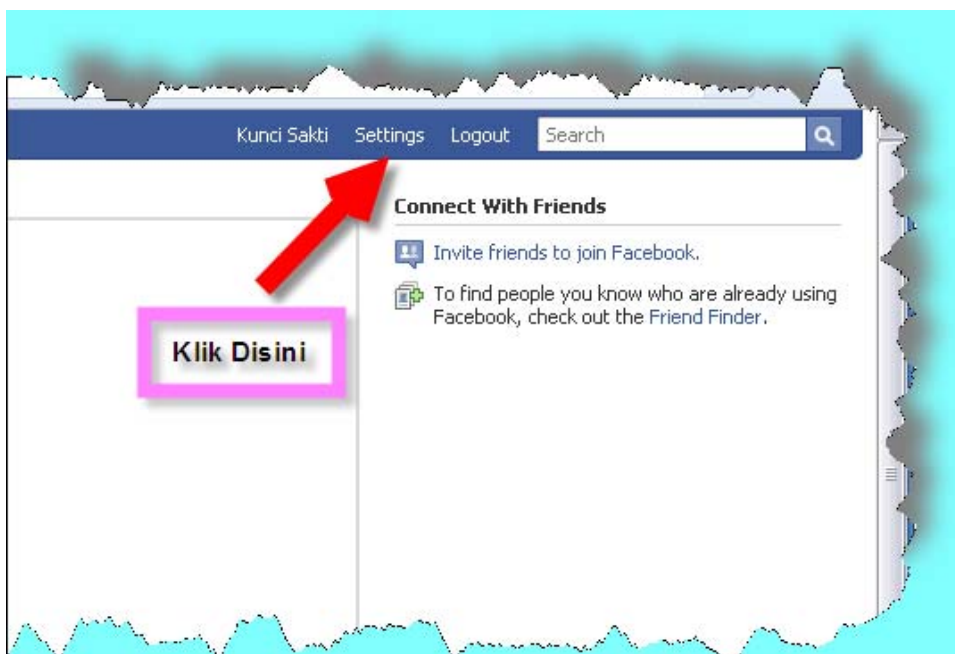 Kunci Sakti Settings Logout Search
Connect With Friends
Invite friends to join Facebook.
To find people you know who are already using
Facebook, check out the Friend Finder.
Klik Disini